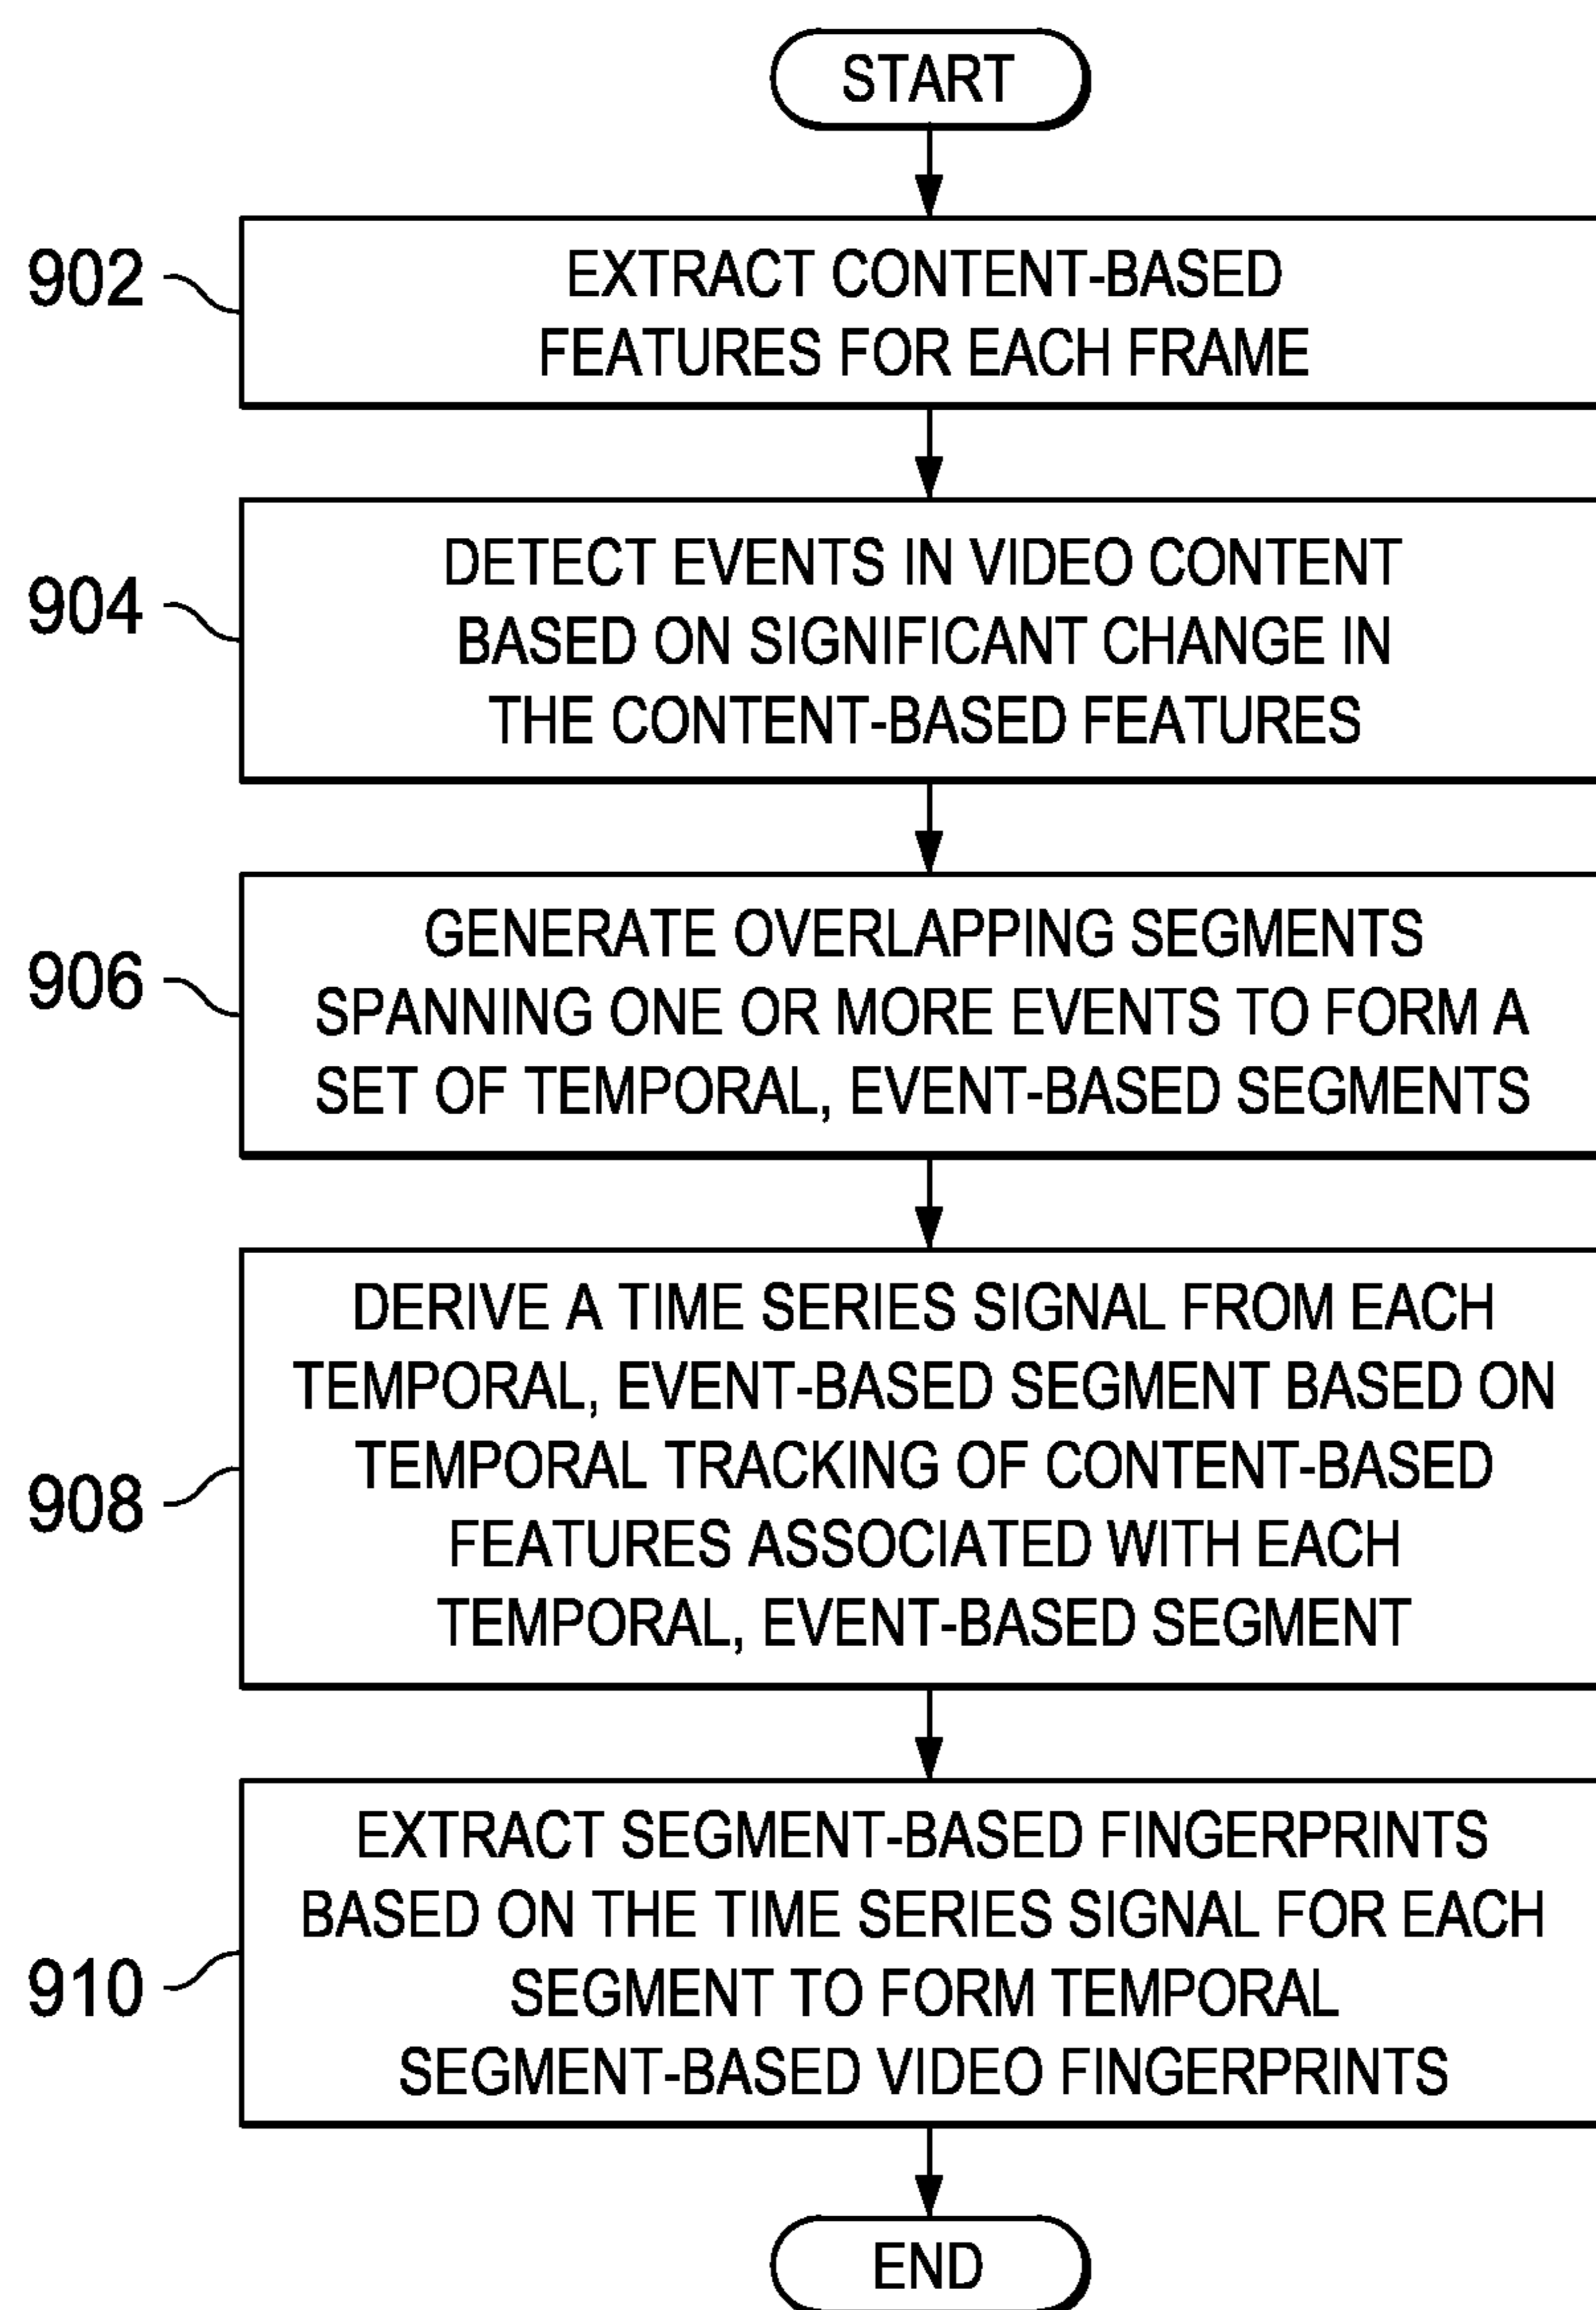 START
902
EXTRACT CONTENT-BASED
FEATURES FOR EACH FRAME
904
DETECT EVENTS IN VIDEO CONTENT
BASED ON SIGNIFICANT CHANGE IN
THE CONTENT-BASED FEATURES
906
GENERATE OVERLAPPING SEGMENTS
SPANNING ONE OR MORE EVENTS TO FORM A
SET OF TEMPORAL, EVENT-BASED SEGMENTS
908
DERIVE A TIME SERIES SIGNAL FROM EACH
TEMPORAL, EVENT-BASED SEGMENT BASED ON
TEMPORAL TRACKING OF CONTENT-BASED
FEATURES ASSOCIATED WITH EACH
TEMPORAL, EVENT-BASED SEGMENT
910
EXTRACT SEGMENT-BASED FINGERPRINTS
BASED ON THE TIME SERIES SIGNAL FOR EACH
SEGMENT TO FORM TEMPORAL
SEGMENT-BASED VIDEO FINGERPRINTS
END